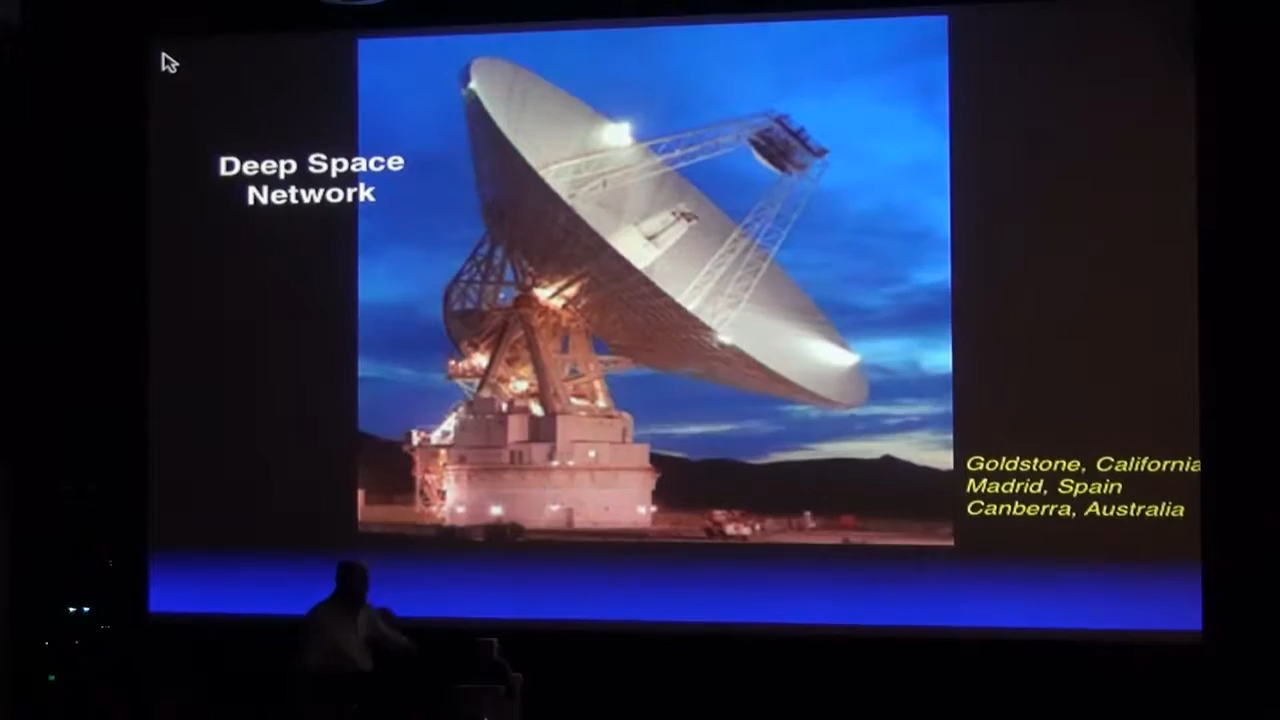 Deep Space
Network
Goldstone, California
Madrid, Spain
Canberra, Australia